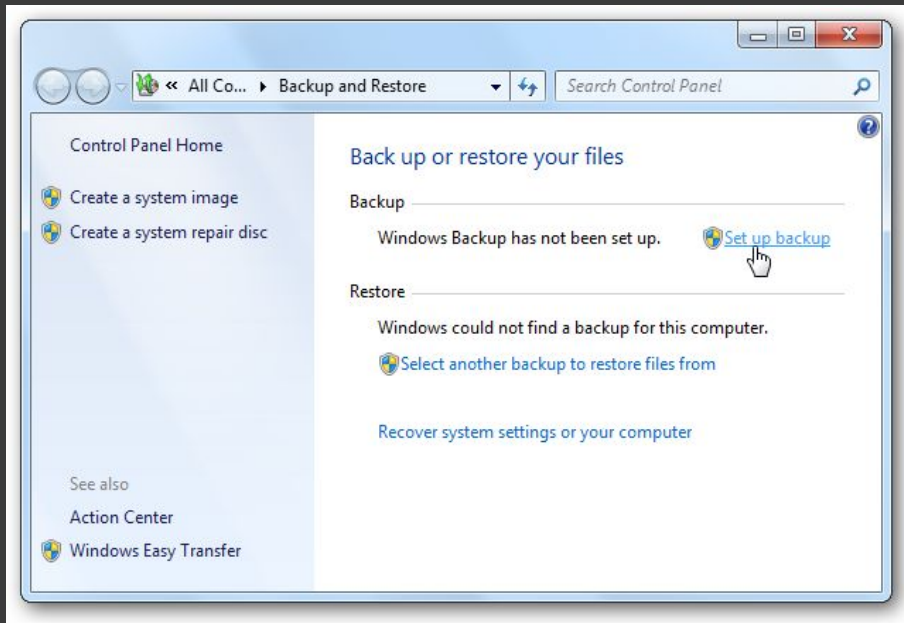 « All Co... ▸ Backup and Restore
Search Control Panel
Control Panel Home
Create a system image
Create a system repair disc
See also
Action Center
Windows Easy Transfer
Back up or restore your files
Backup
Windows Backup has not been set up.
Set up backup
Restore
Windows could not find a backup for this computer.
Select another backup to restore files from
Recover system settings or your computer